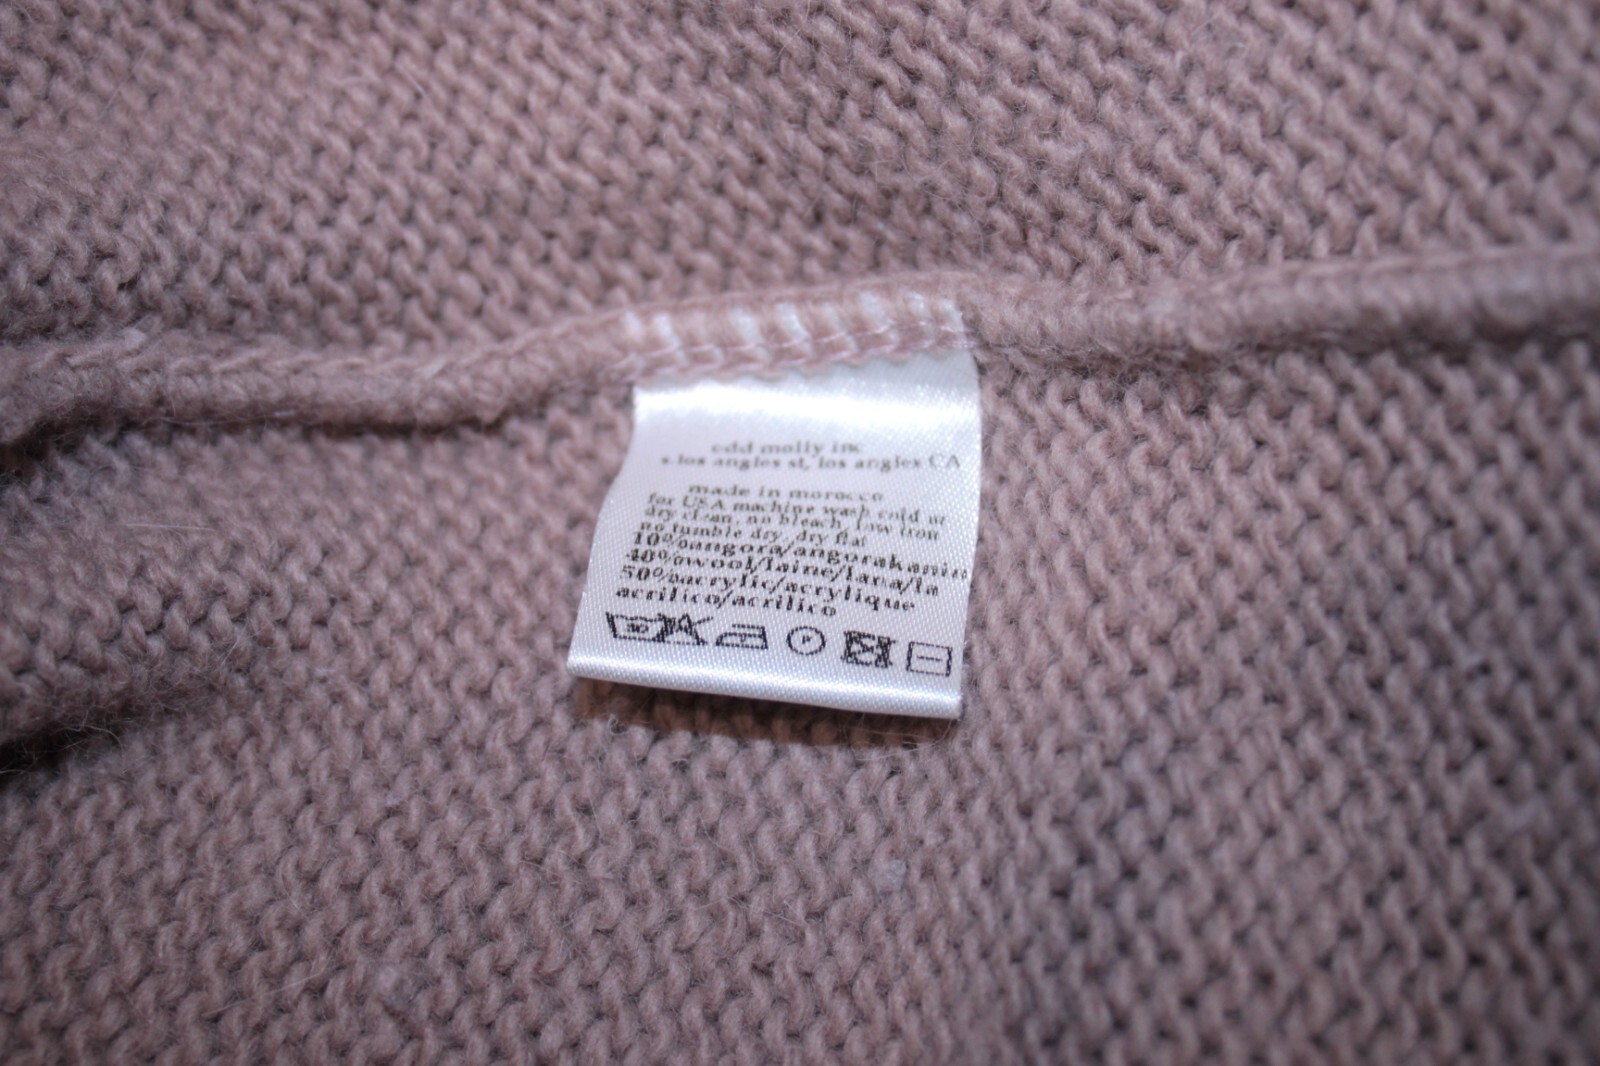 odd molly inc
los angles st, los angles CA
made in morocco
for USA machine wash cold or
dry clean, no bleach, low iron
no tumble dry, dry flat
10%angora/angorakanin
40%wool/laine/lana/la
50%acrylic/acrylique
acrilico/acrilico